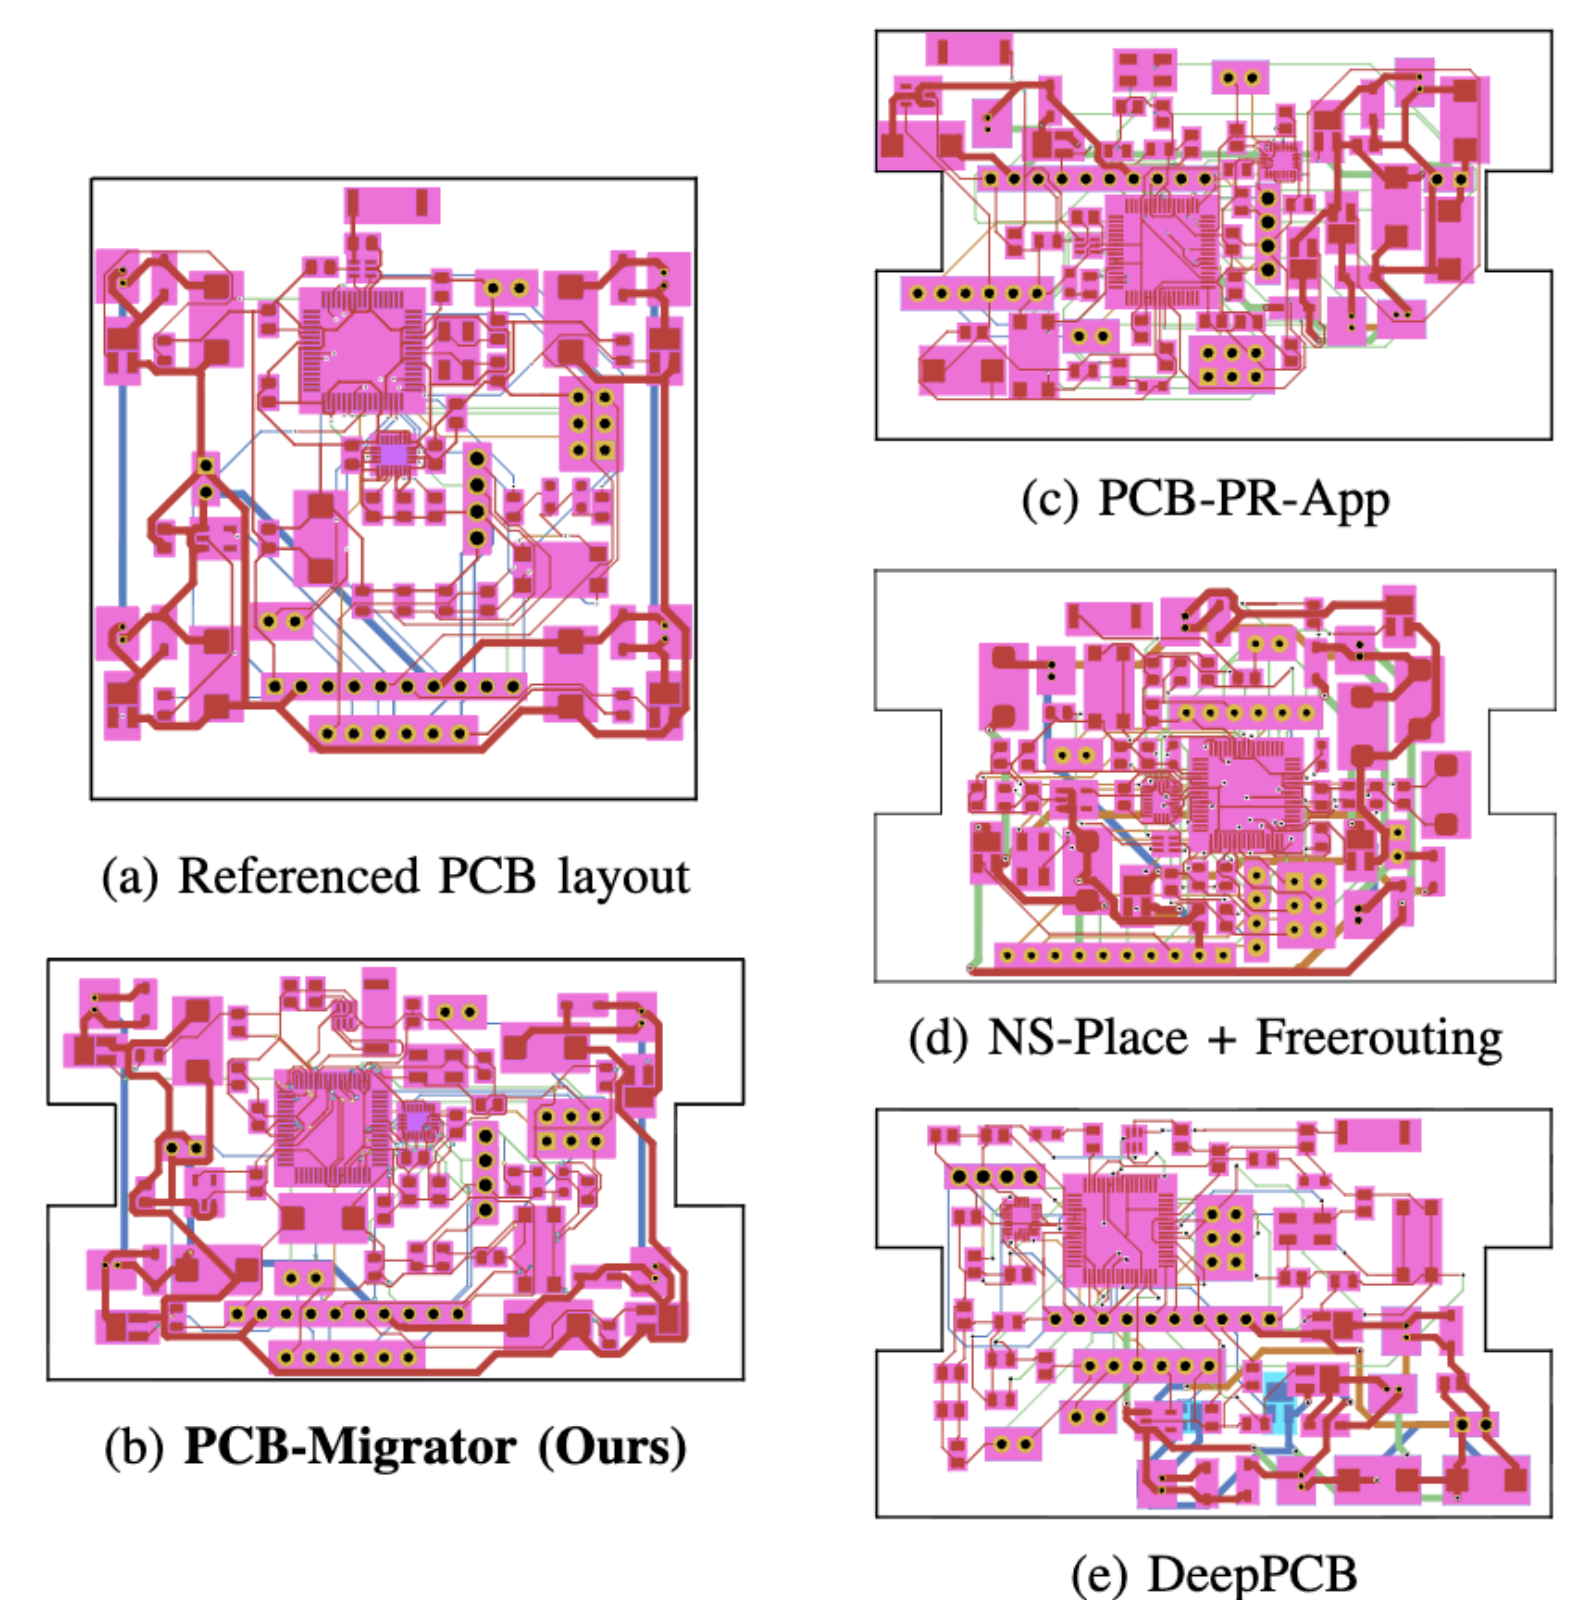 (a) Referenced PCB layout
(b) PCB-Migrator (Ours)
(c) PCB-PR-App
(d) NS-Place + Freerouting
(e) DeepPCB